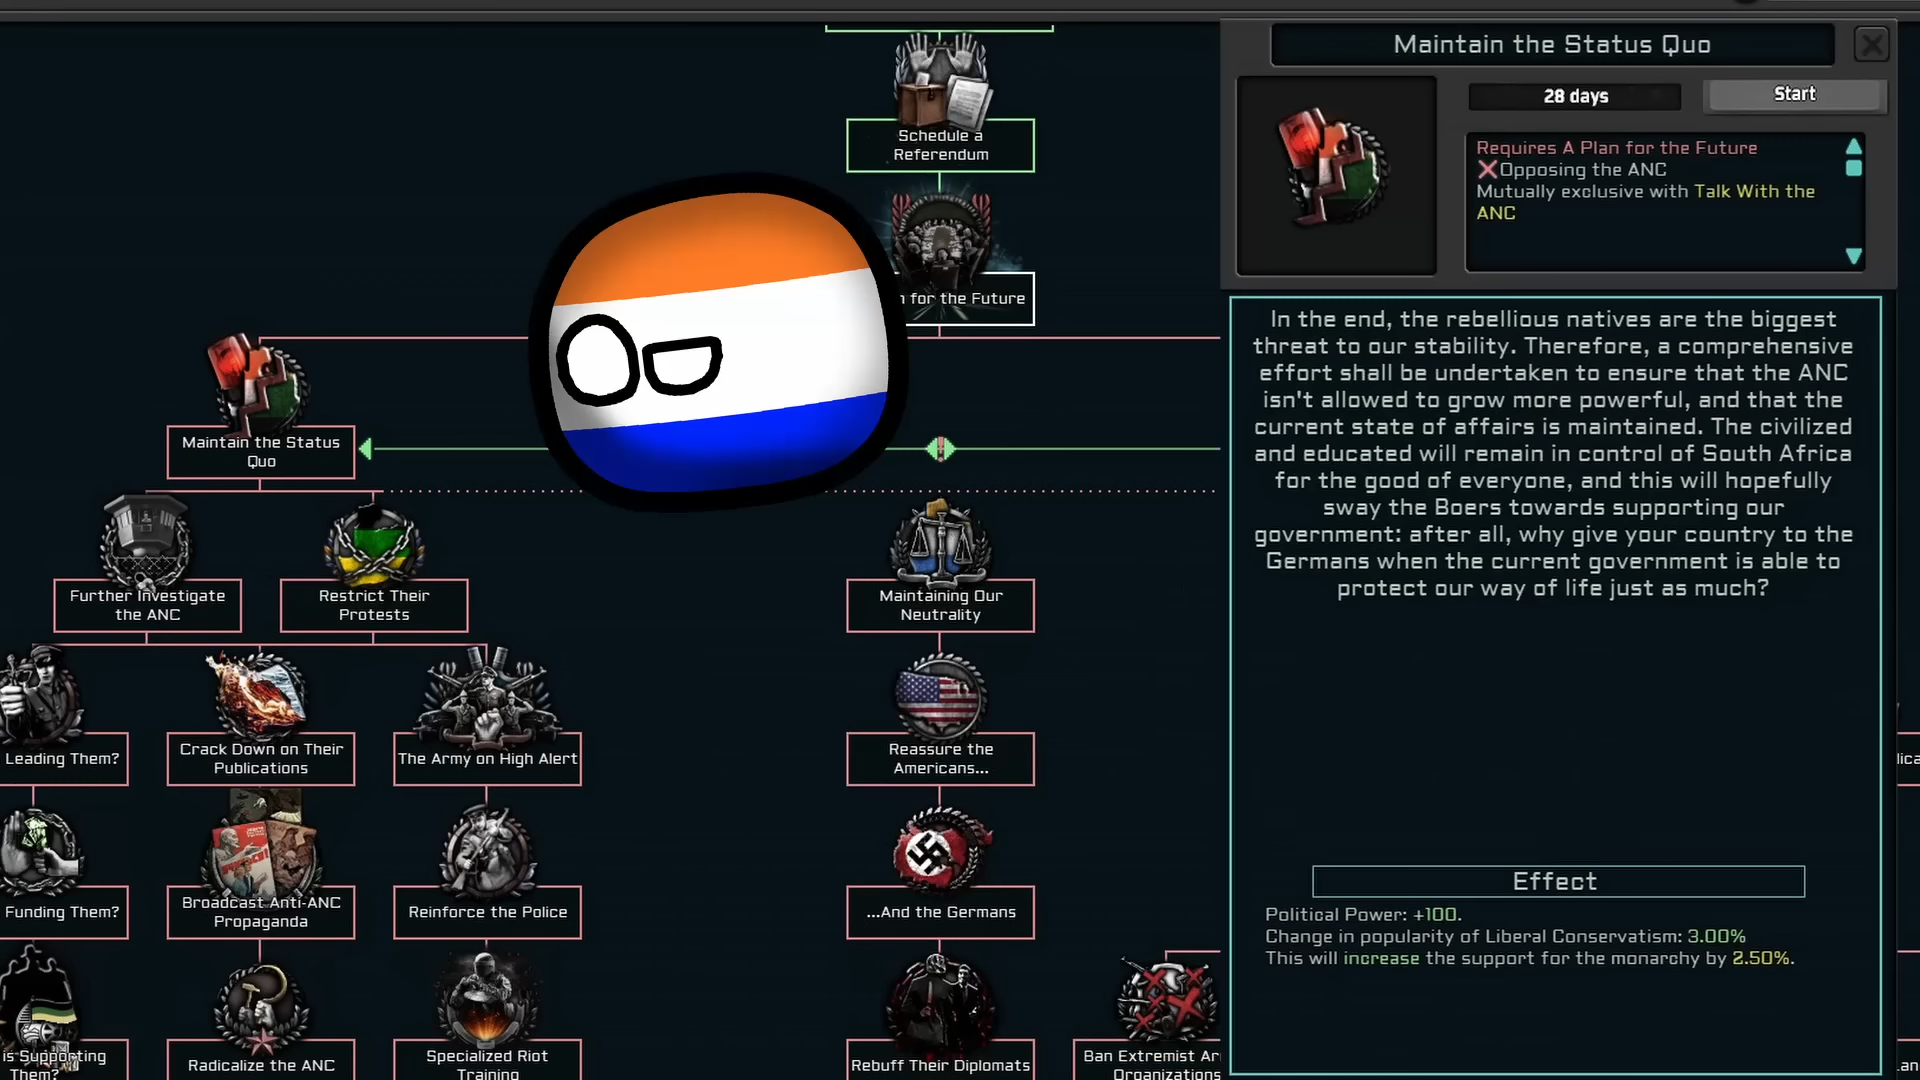 Schedule a
Referendum
for the Future
Maintain the Status
Quo
Further Investigate
the ANC
Restrict Their
Protests
Maintaining Our
Neutrality
Leading Them?
Crack Down on Their
Publications
The Army on High Alert
Reassure the
Americans...
Funding Them?
Broadcast Anti-ANC
Propaganda
Reinforce the Police
...And the Germans
is Supporting
Them?
Radicalize the ANC
Specialized Riot
Training
Rebuff Their Diplomats
Ban Extremist
Organizations
Maintain the Status Quo
28 days
Start
Requires A Plan for the Future
Opposing the ANC
Mutually exclusive with Talk With the
ANC
In the end, the rebellious natives are the biggest
threat to our stability. Therefore, a comprehensive
effort shall be undertaken to ensure that the ANC
isn't allowed to grow more powerful, and that the
current state of affairs is maintained. The civilized
and educated will remain in control of South Africa
for the good of everyone, and this will hopefully
sway the Boers towards supporting our
government: after all, why give your country to the
Germans when the current government is able to
protect our way of life just as much?
Effect
Political Power: +100.
Change in popularity of Liberal Conservatism: 3.00%
This will increase the support for the monarchy by 2.50%.